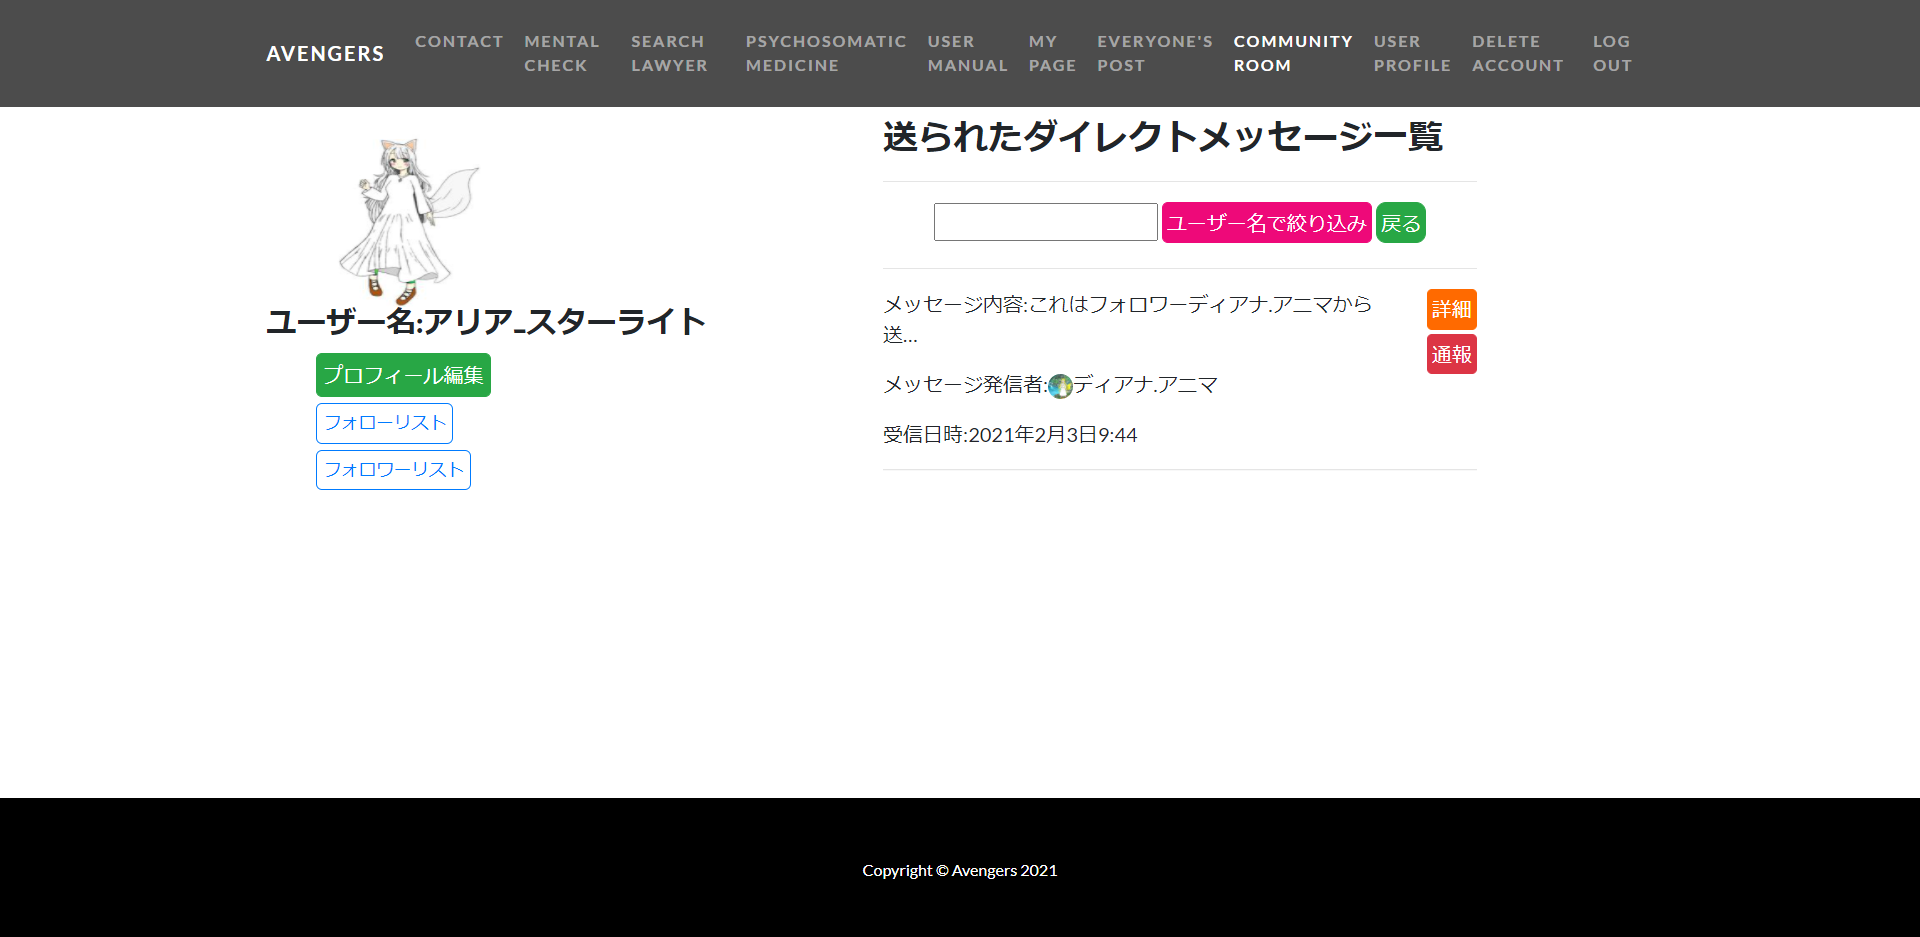 AVENGERS
CONTACT
MENTAL
CHECK
SEARCH
LAWYER
PSYCHOSOMATIC
MEDICINE
USER
MANUAL
MY
PAGE
EVERYONE'S
POST
COMMUNITY
ROOM
USER
PROFILE
DELETE
ACCOUNT
LOG
OUT
ユーザー名:アリア_スターライト
プロフィール編集
フォローリスト
フォロワーリスト
送られたダイレクトメッセージ一覧
ユーザー名で絞り込み 戻る
メッセージ内容:これはフォロワーディアナ.アニマから
送...
詳細
通報
メッセージ発信者:ディアナ.アニマ
受信日時:2021年2月3日9:44
Copyright © Avengers 2021